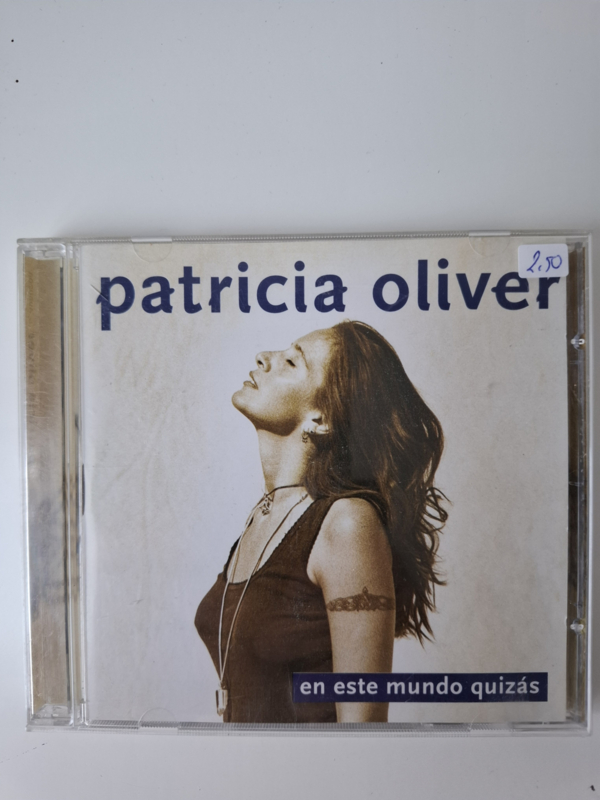 2,50
patricia oliver
en este mundo quizás